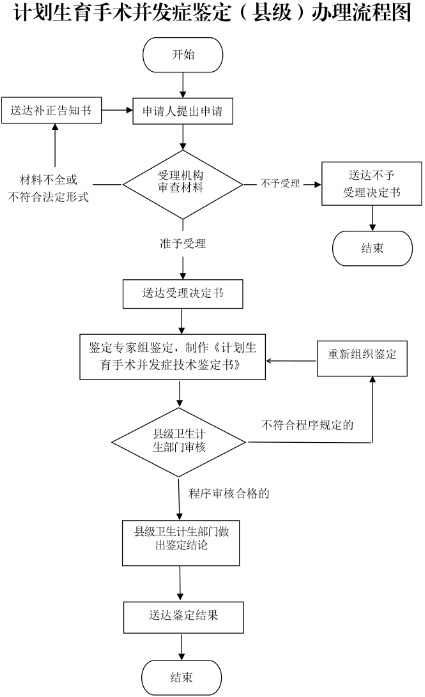 计划生育手术并发症鉴定（县级）办理流程图
开始
送达补正告知书
申请人提出申请
材料不全或
不符合法定形式
受理机构
审查材料
不予受理
送达不予
受理决定书
结束
准予受理
送达受理决定书
鉴定专家组鉴定，制作《计划生
育手术并发症技术鉴定书》
重新组织鉴定
县级卫生计
生部门审核
不符合程序规定的
程序审核合格的
县级卫生计生部门做
出鉴定结论
送达鉴定结果
结束